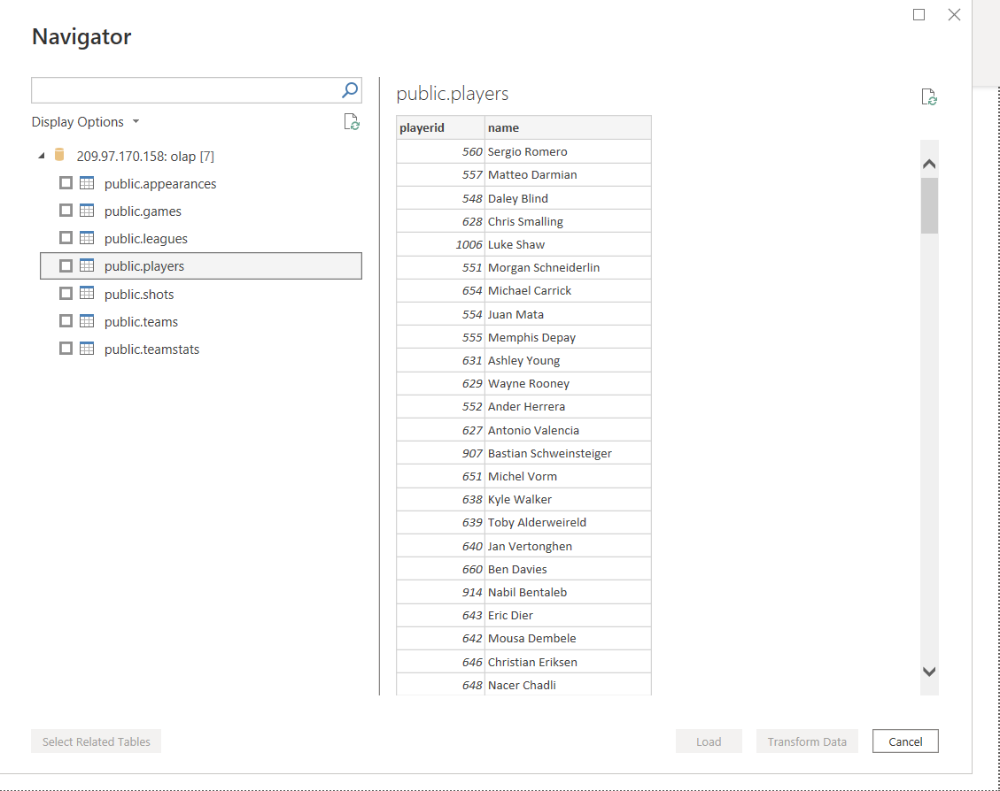 Navigator
Display Options
209.97.170.158: olap [7]
public.appearances
public.games
public.leagues
public.players
public.shots
public.teams
public.teamstats
public.players
playerid name
560 Sergio Romero
557 Matteo Darmian
548 Daley Blind
628 Chris Smalling
1006 Luke Shaw
551 Morgan Schneiderlin
654 Michael Carrick
554 Juan Mata
555 Memphis Depay
631 Ashley Young
629 Wayne Rooney
552 Ander Herrera
627 Antonio Valencia
907 Bastian Schweinsteiger
651 Michel Vorm
638 Kyle Walker
639 Toby Alderweireld
640 Jan Vertonghen
660 Ben Davies
914 Nabil Bentaleb
643 Eric Dier
642 Mousa Dembele
646 Christian Eriksen
648 Nacer Chadli
Select Related Tables
Load Transform Data Cancel